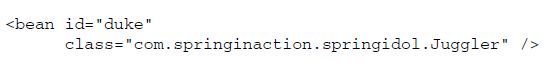 <bean id="duke"
      class="com.springinaction.springidol.Juggler" />